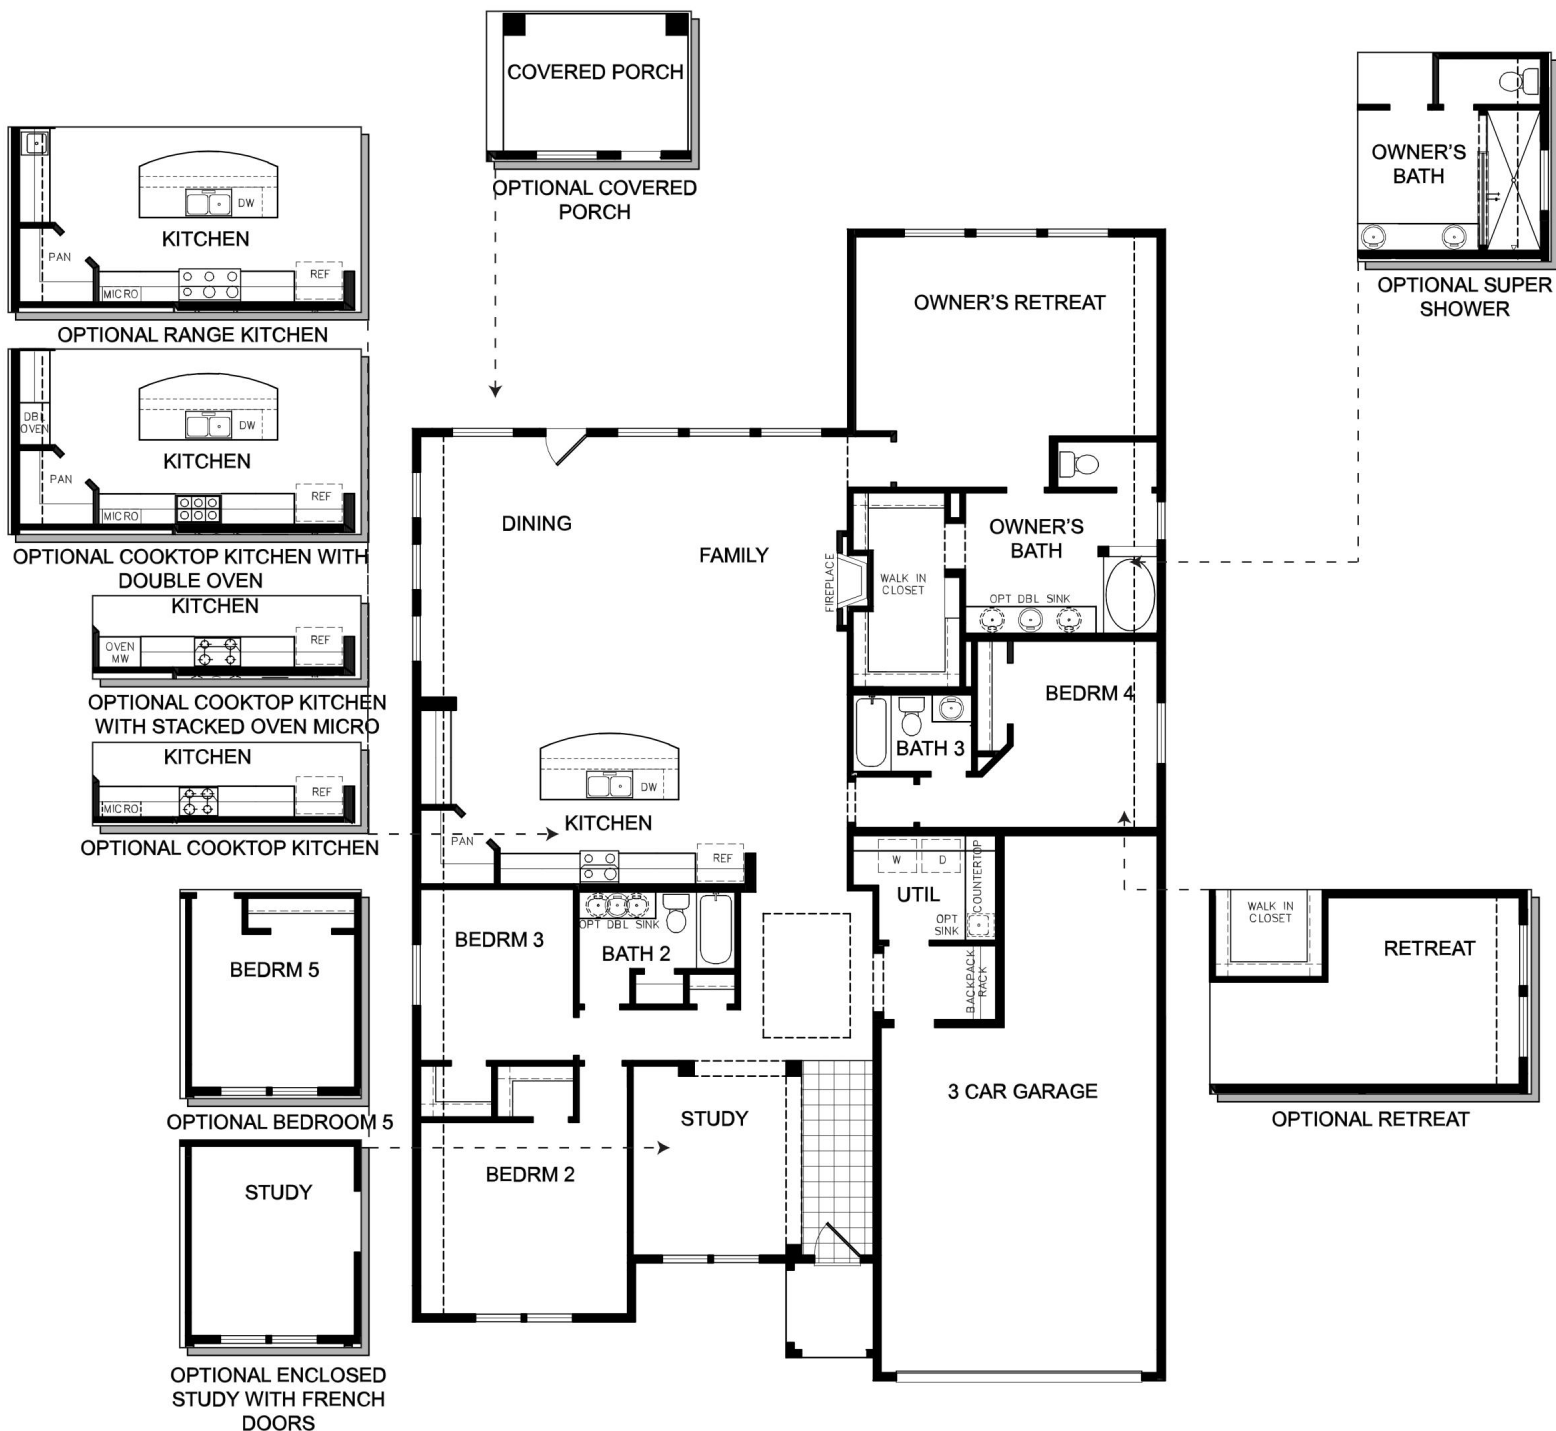 COVERED PORCH
OPTIONAL COVERED
PORCH
KITCHEN
DW
PAN
MICRO
REF
OPTIONAL RANGE KITCHEN
DBL
OVEN
DW
KITCHEN
PAN
MICRO
REF
OPTIONAL COOKTOP KITCHEN WITH
DOUBLE OVEN
KITCHEN
OVEN
MW
REF
OPTIONAL COOKTOP KITCHEN
WITH STACKED OVEN MICRO
KITCHEN
MICRO
REF
OPTIONAL COOKTOP KITCHEN
BEDRM 5
OPTIONAL BEDROOM 5
STUDY
OPTIONAL ENCLOSED
STUDY WITH FRENCH
DOORS
OWNER'S RETREAT
DINING
FAMILY
FIREPLACE
WALK IN
CLOSET
OWNER'S
BATH
OPT DBL SINK
BEDRM 4
BATH 3
DW
KITCHEN
PAN
REF
W
D
UTIL
COUNTERTOP
OPT
SINK
BACKPACK
RACK
BEDRM 3
OPT DBL SINK
BATH 2
STUDY
BEDRM 2
3 CAR GARAGE
OWNER'S
BATH
OPTIONAL SUPER
SHOWER
WALK IN
CLOSET
RETREAT
OPTIONAL RETREAT